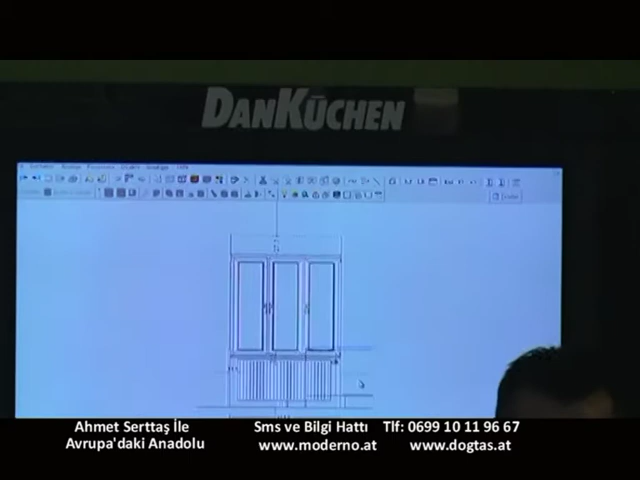 DANKÜCHEN
Ahmet Serttaş İle
Avrupa'daki Anadolu
Sms ve Bilgi Hattı Tlf: 0699 10 11 96 67
www.moderno.at www.dogtas.at